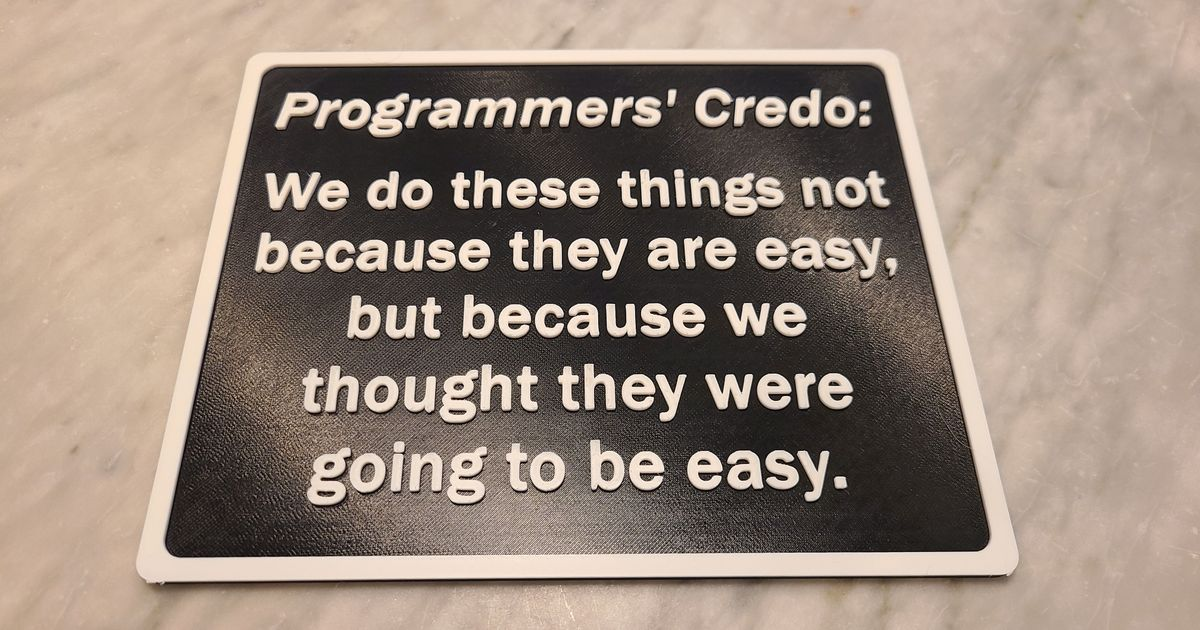 Programmers' Credo:
We do these things not
because they are easy,
but because we
thought they were
going to be easy.